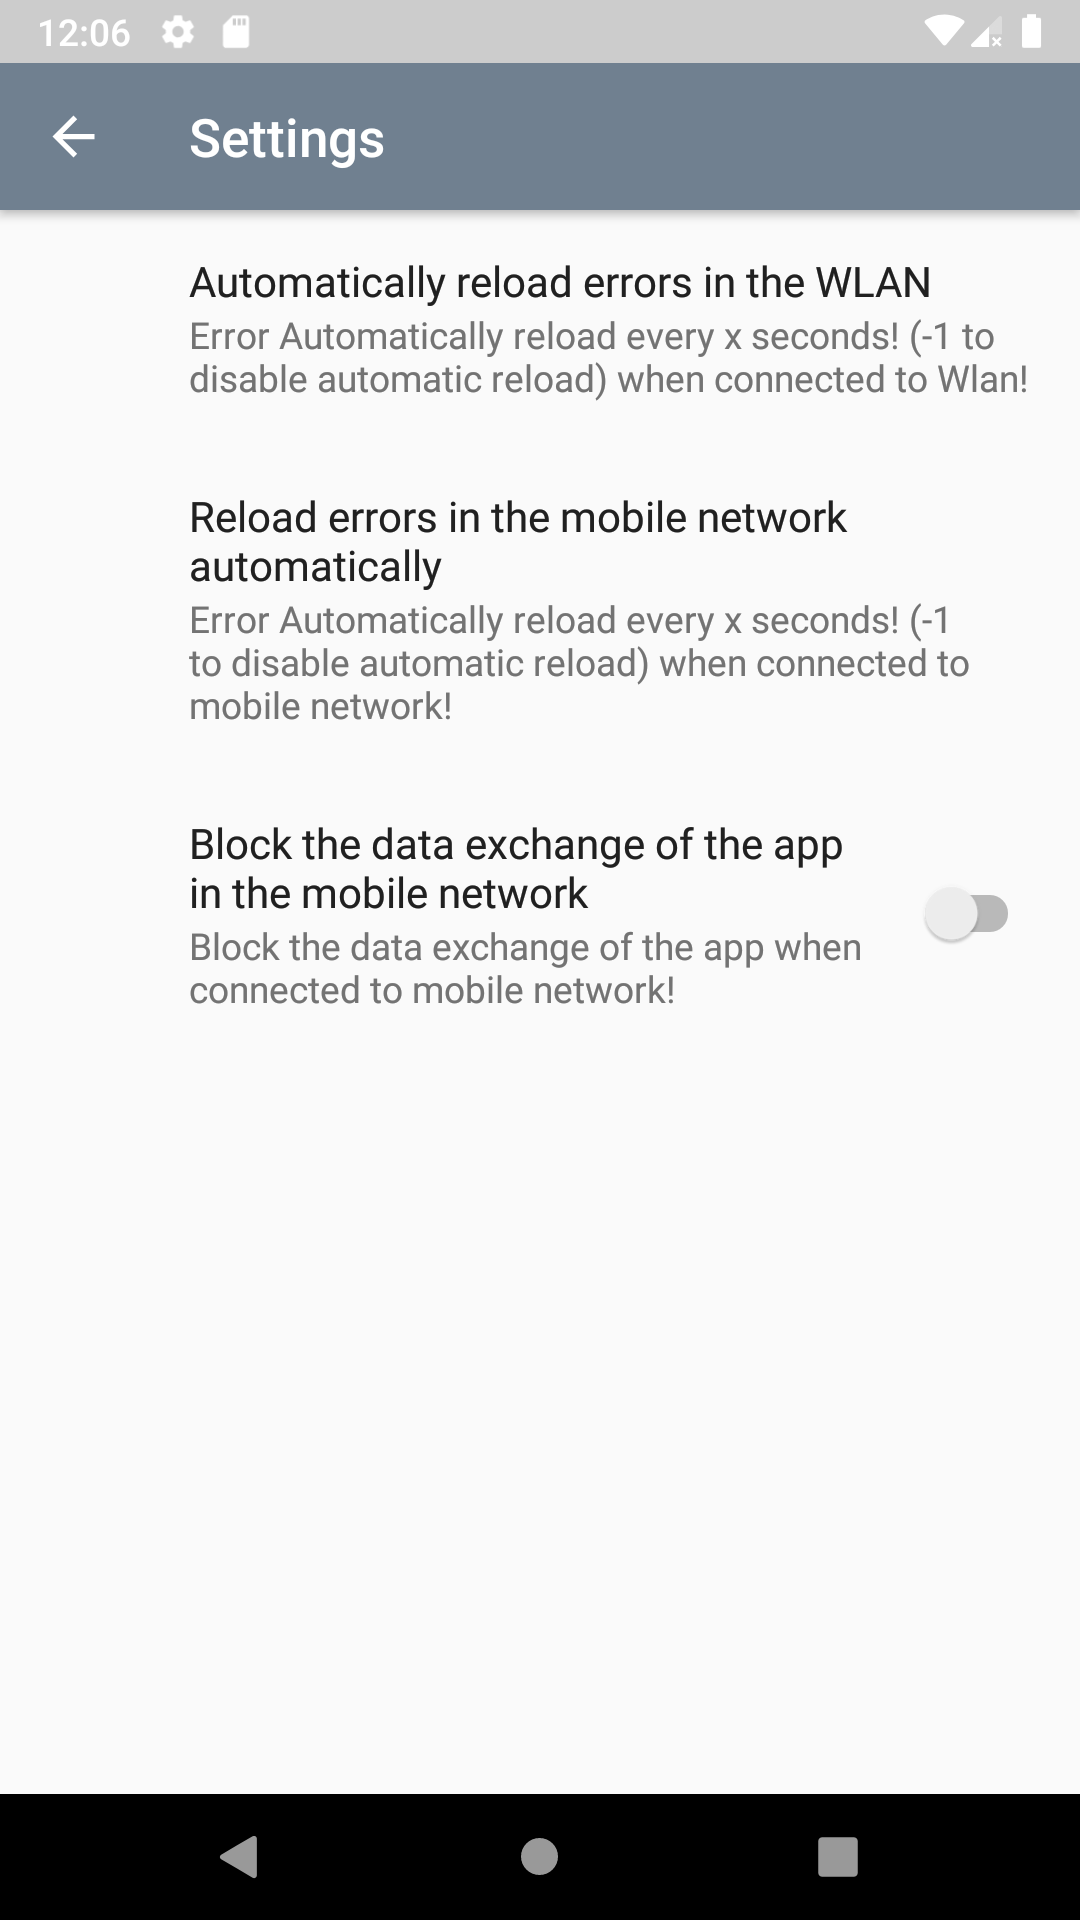 12:06
Settings
Automatically reload errors in the WLAN
Error Automatically reload every x seconds! (-1 to
disable automatic reload) when connected to Wlan!
Reload errors in the mobile network
automatically
Error Automatically reload every x seconds! (-1
to disable automatic reload) when connected to
mobile network!
Block the data exchange of the app
in the mobile network
Block the data exchange of the app when
connected to mobile network!